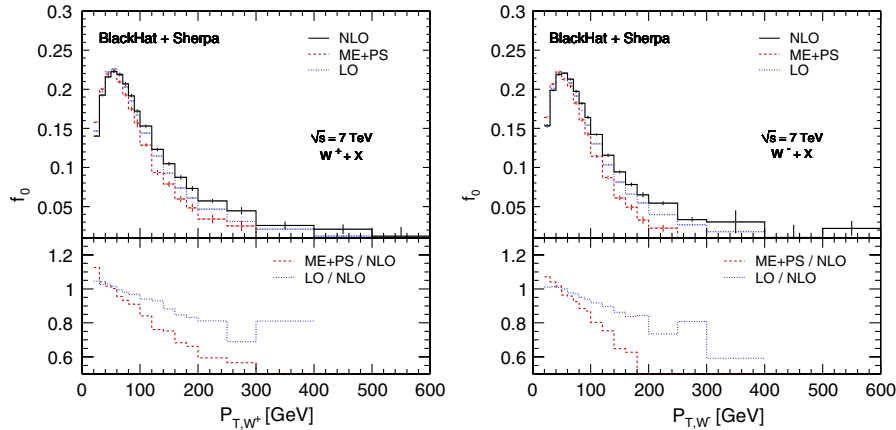 0.3
0.25
0.2
0.15
0.1
0.05
f₀
BlackHat + Sherpa
NLO
ME+PS
LO
√s = 7 TeV
W⁺ + X
1.2
1
0.8
0.6
ME+PS / NLO
LO / NLO
0 100 200 300 400 500 600
P_{T,W⁺} [GeV]
0.3
0.25
0.2
0.15
0.1
0.05
f₀
BlackHat + Sherpa
NLO
ME+PS
LO
√s = 7 TeV
W⁻ + X
1.2
1
0.8
0.6
ME+PS / NLO
LO / NLO
0 100 200 300 400 500 600
P_{T,W⁻} [GeV]